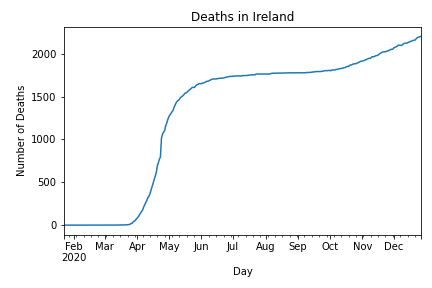 Deaths in Ireland
Number of Deaths
2000
1500
1000
500
0
Feb Mar Apr May Jun Jul Aug Sep Oct Nov Dec
2020
Day